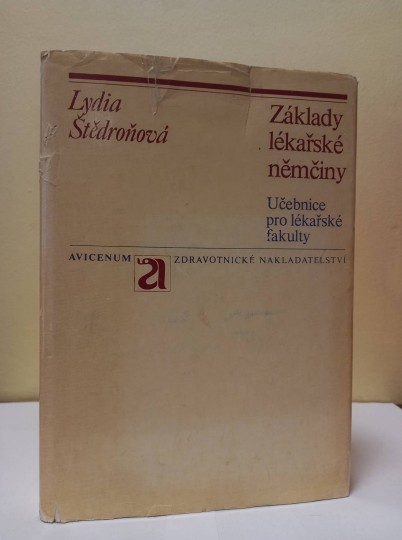 Lydia
Štědroňová
Základy
lékařské
němčiny
Učebnice
pro lékařské
fakulty
AVICENUM a ZDRAVOTNICKÉ NAKLADATELSTVÍ